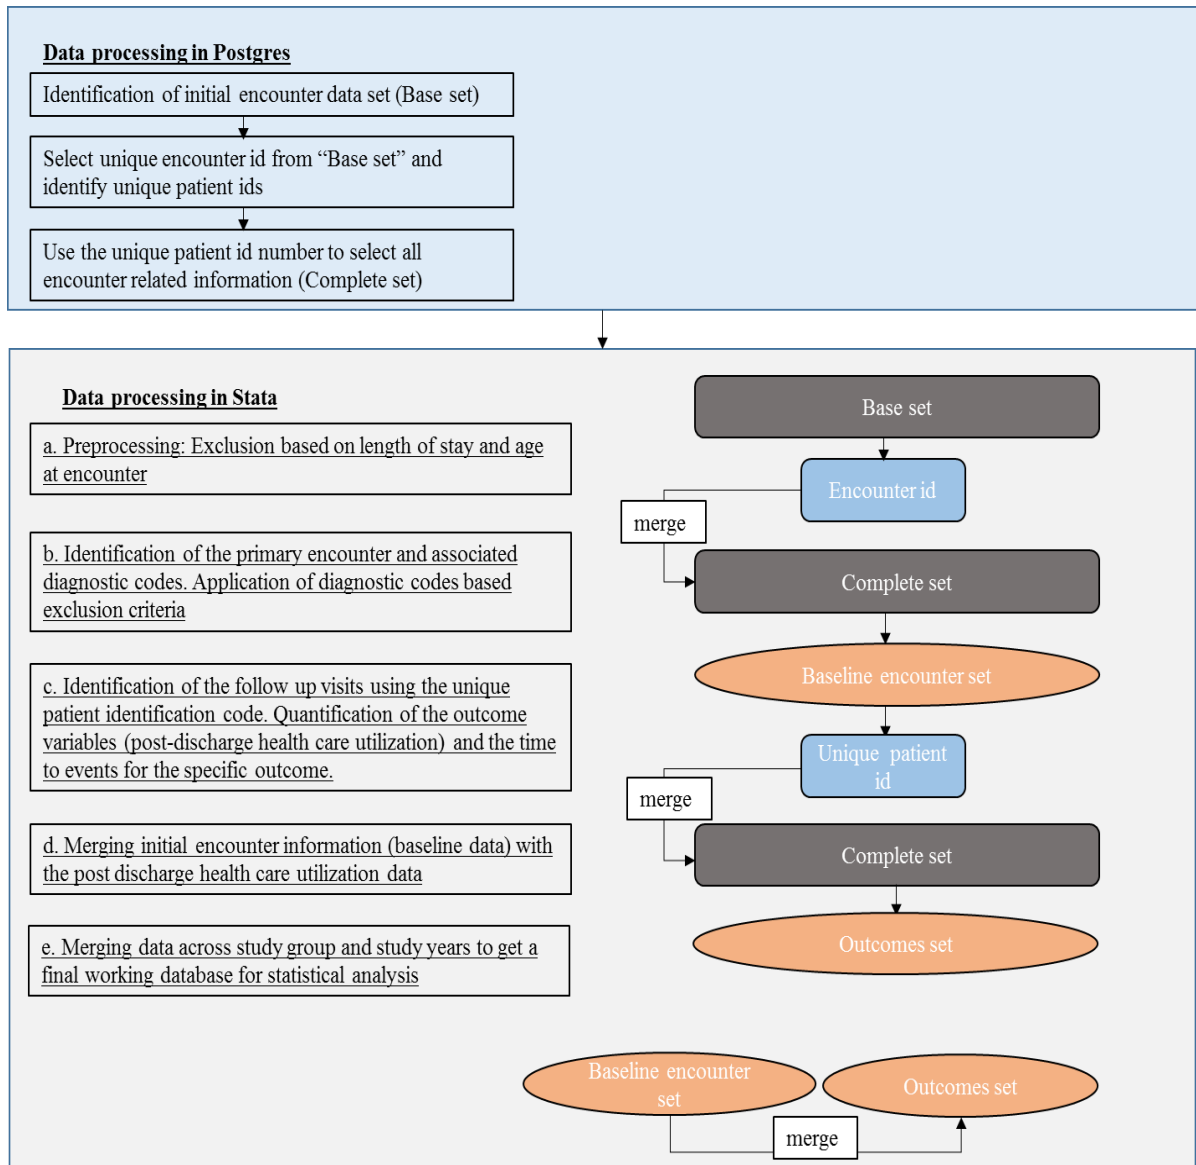 Data processing in Postgres
Identification of initial encounter data set (Base set)
Select unique encounter id from “Base set” and
identify unique patient ids
Use the unique patient id number to select all
encounter related information (Complete set)
Data processing in Stata
a. Preprocessing: Exclusion based on length of stay and age
at encounter
b. Identification of the primary encounter and associated
diagnostic codes. Application of diagnostic codes based
exclusion criteria
c. Identification of the follow up visits using the unique
patient identification code. Quantification of the outcome
variables (post-discharge health care utilization) and the time
to events for the specific outcome.
d. Merging initial encounter information (baseline data) with
the post discharge health care utilization data
e. Merging data across study group and study years to get a
final working database for statistical analysis
Base set
Encounter id
merge
Complete set
Baseline encounter set
Unique patient
id
merge
Complete set
Outcomes set
Baseline encounter
set
Outcomes set
merge